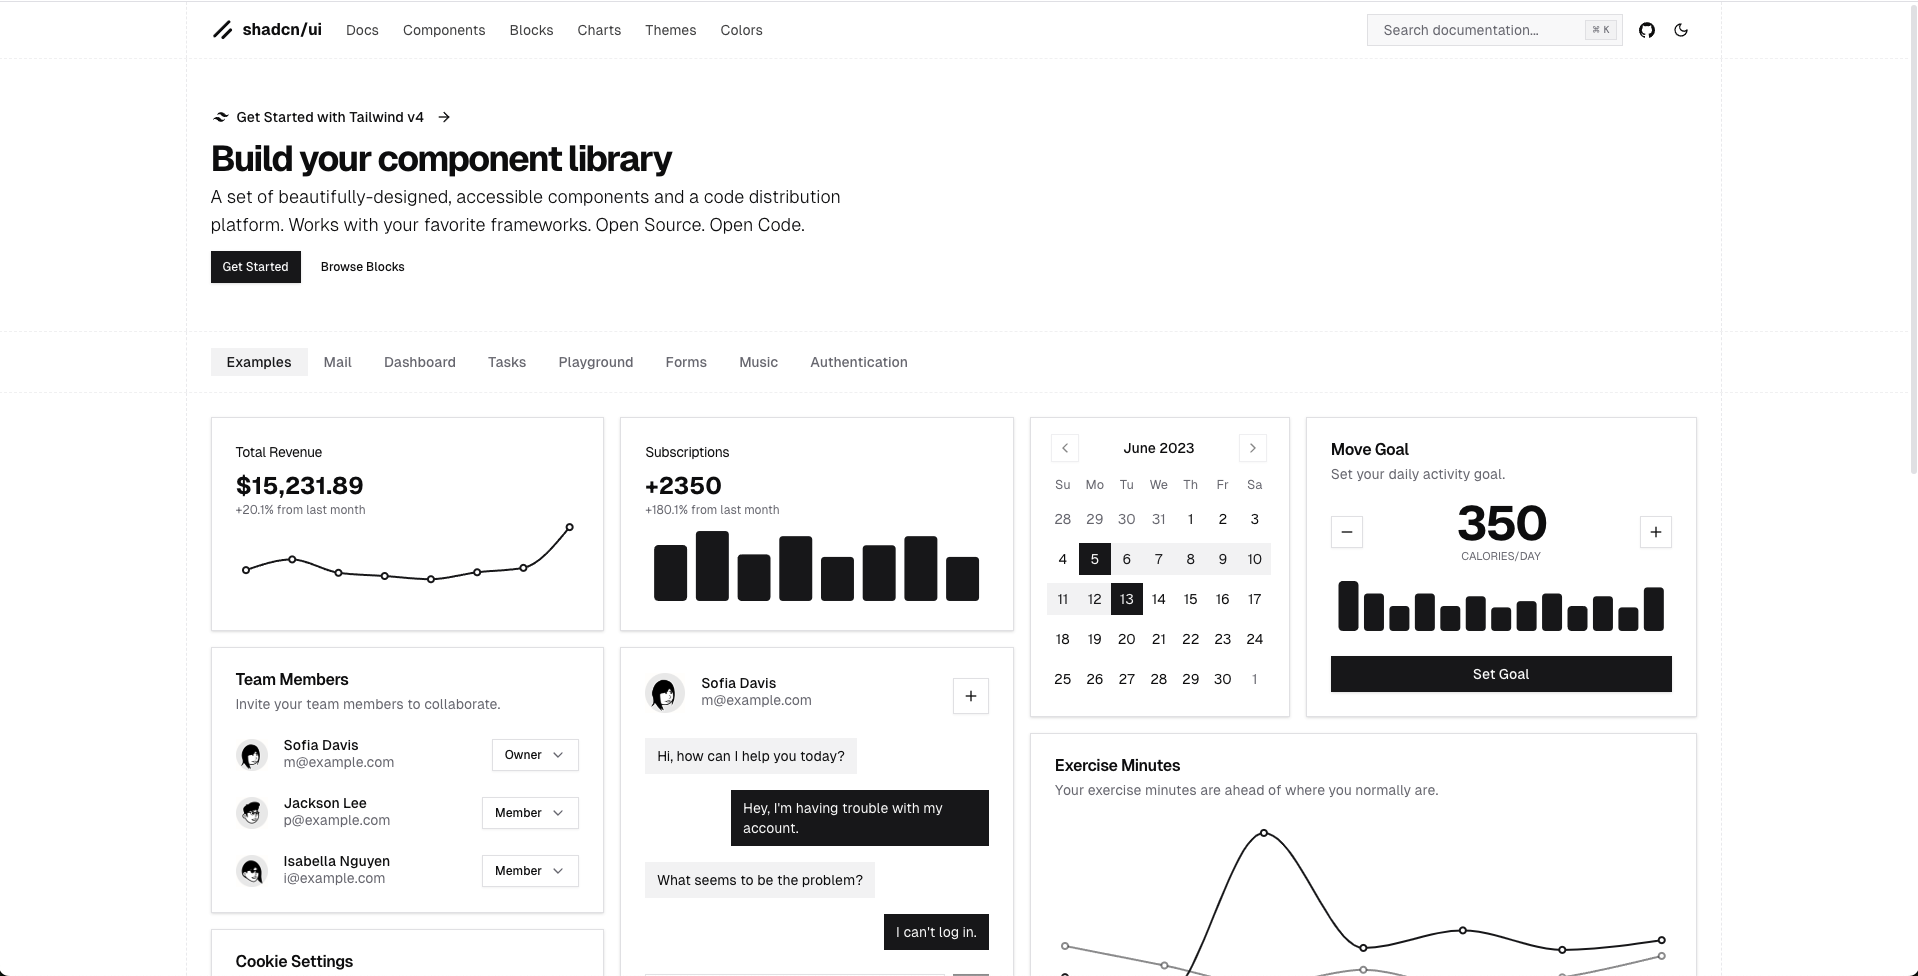 shadcn/ui Docs Components Blocks Charts Themes Colors Search documentation... ⌘ K
Get Started with Tailwind v4
Build your component library
A set of beautifully-designed, accessible components and a code distribution
platform. Works with your favorite frameworks. Open Source. Open Code.
Get Started Browse Blocks
Examples Mail Dashboard Tasks Playground Forms Music Authentication
Total Revenue
$15,231.89
+20.1% from last month
Subscriptions
+2350
+180.1% from last month
June 2023
Su Mo Tu We Th Fr Sa
28 29 30 31 1 2 3
4 5 6 7 8 9 10
11 12 13 14 15 16 17
18 19 20 21 22 23 24
25 26 27 28 29 30 1
Move Goal
Set your daily activity goal.
350
CALORIES/DAY
Set Goal
Team Members
Invite your team members to collaborate.
Sofia Davis
m@example.com
Owner
Jackson Lee
p@example.com
Member
Isabella Nguyen
i@example.com
Member
Sofia Davis
m@example.com
Hi, how can I help you today?
Hey, I'm having trouble with my
account.
What seems to be the problem?
I can't log in.
Exercise Minutes
Your exercise minutes are ahead of where you normally are.
Cookie Settings